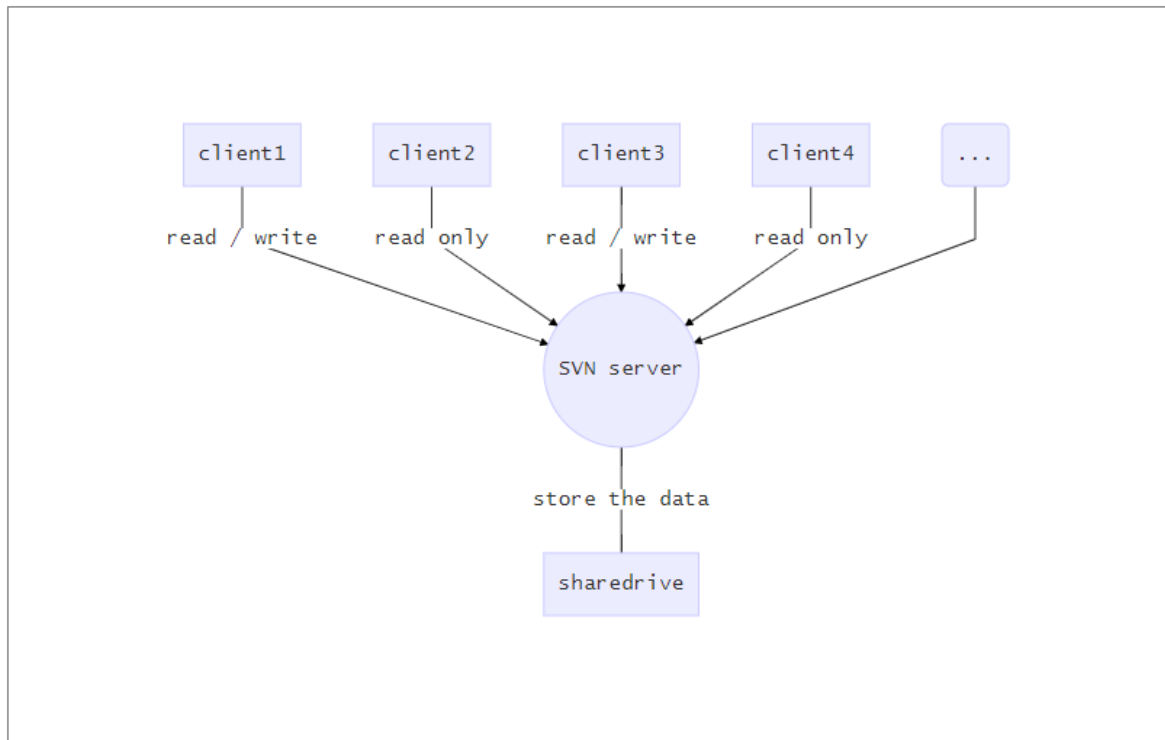 client1
client2
client3
client4
...
read / write
read only
read / write
read only
SVN server
store the data
sharedrive